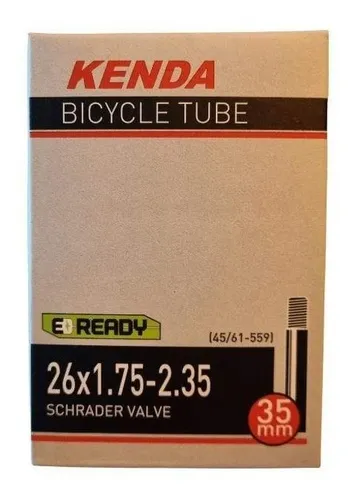 KENDA
BICYCLE TUBE
E READY
(45/61-559)
26x1.75-2.35
SCHRADER VALVE
35
mm